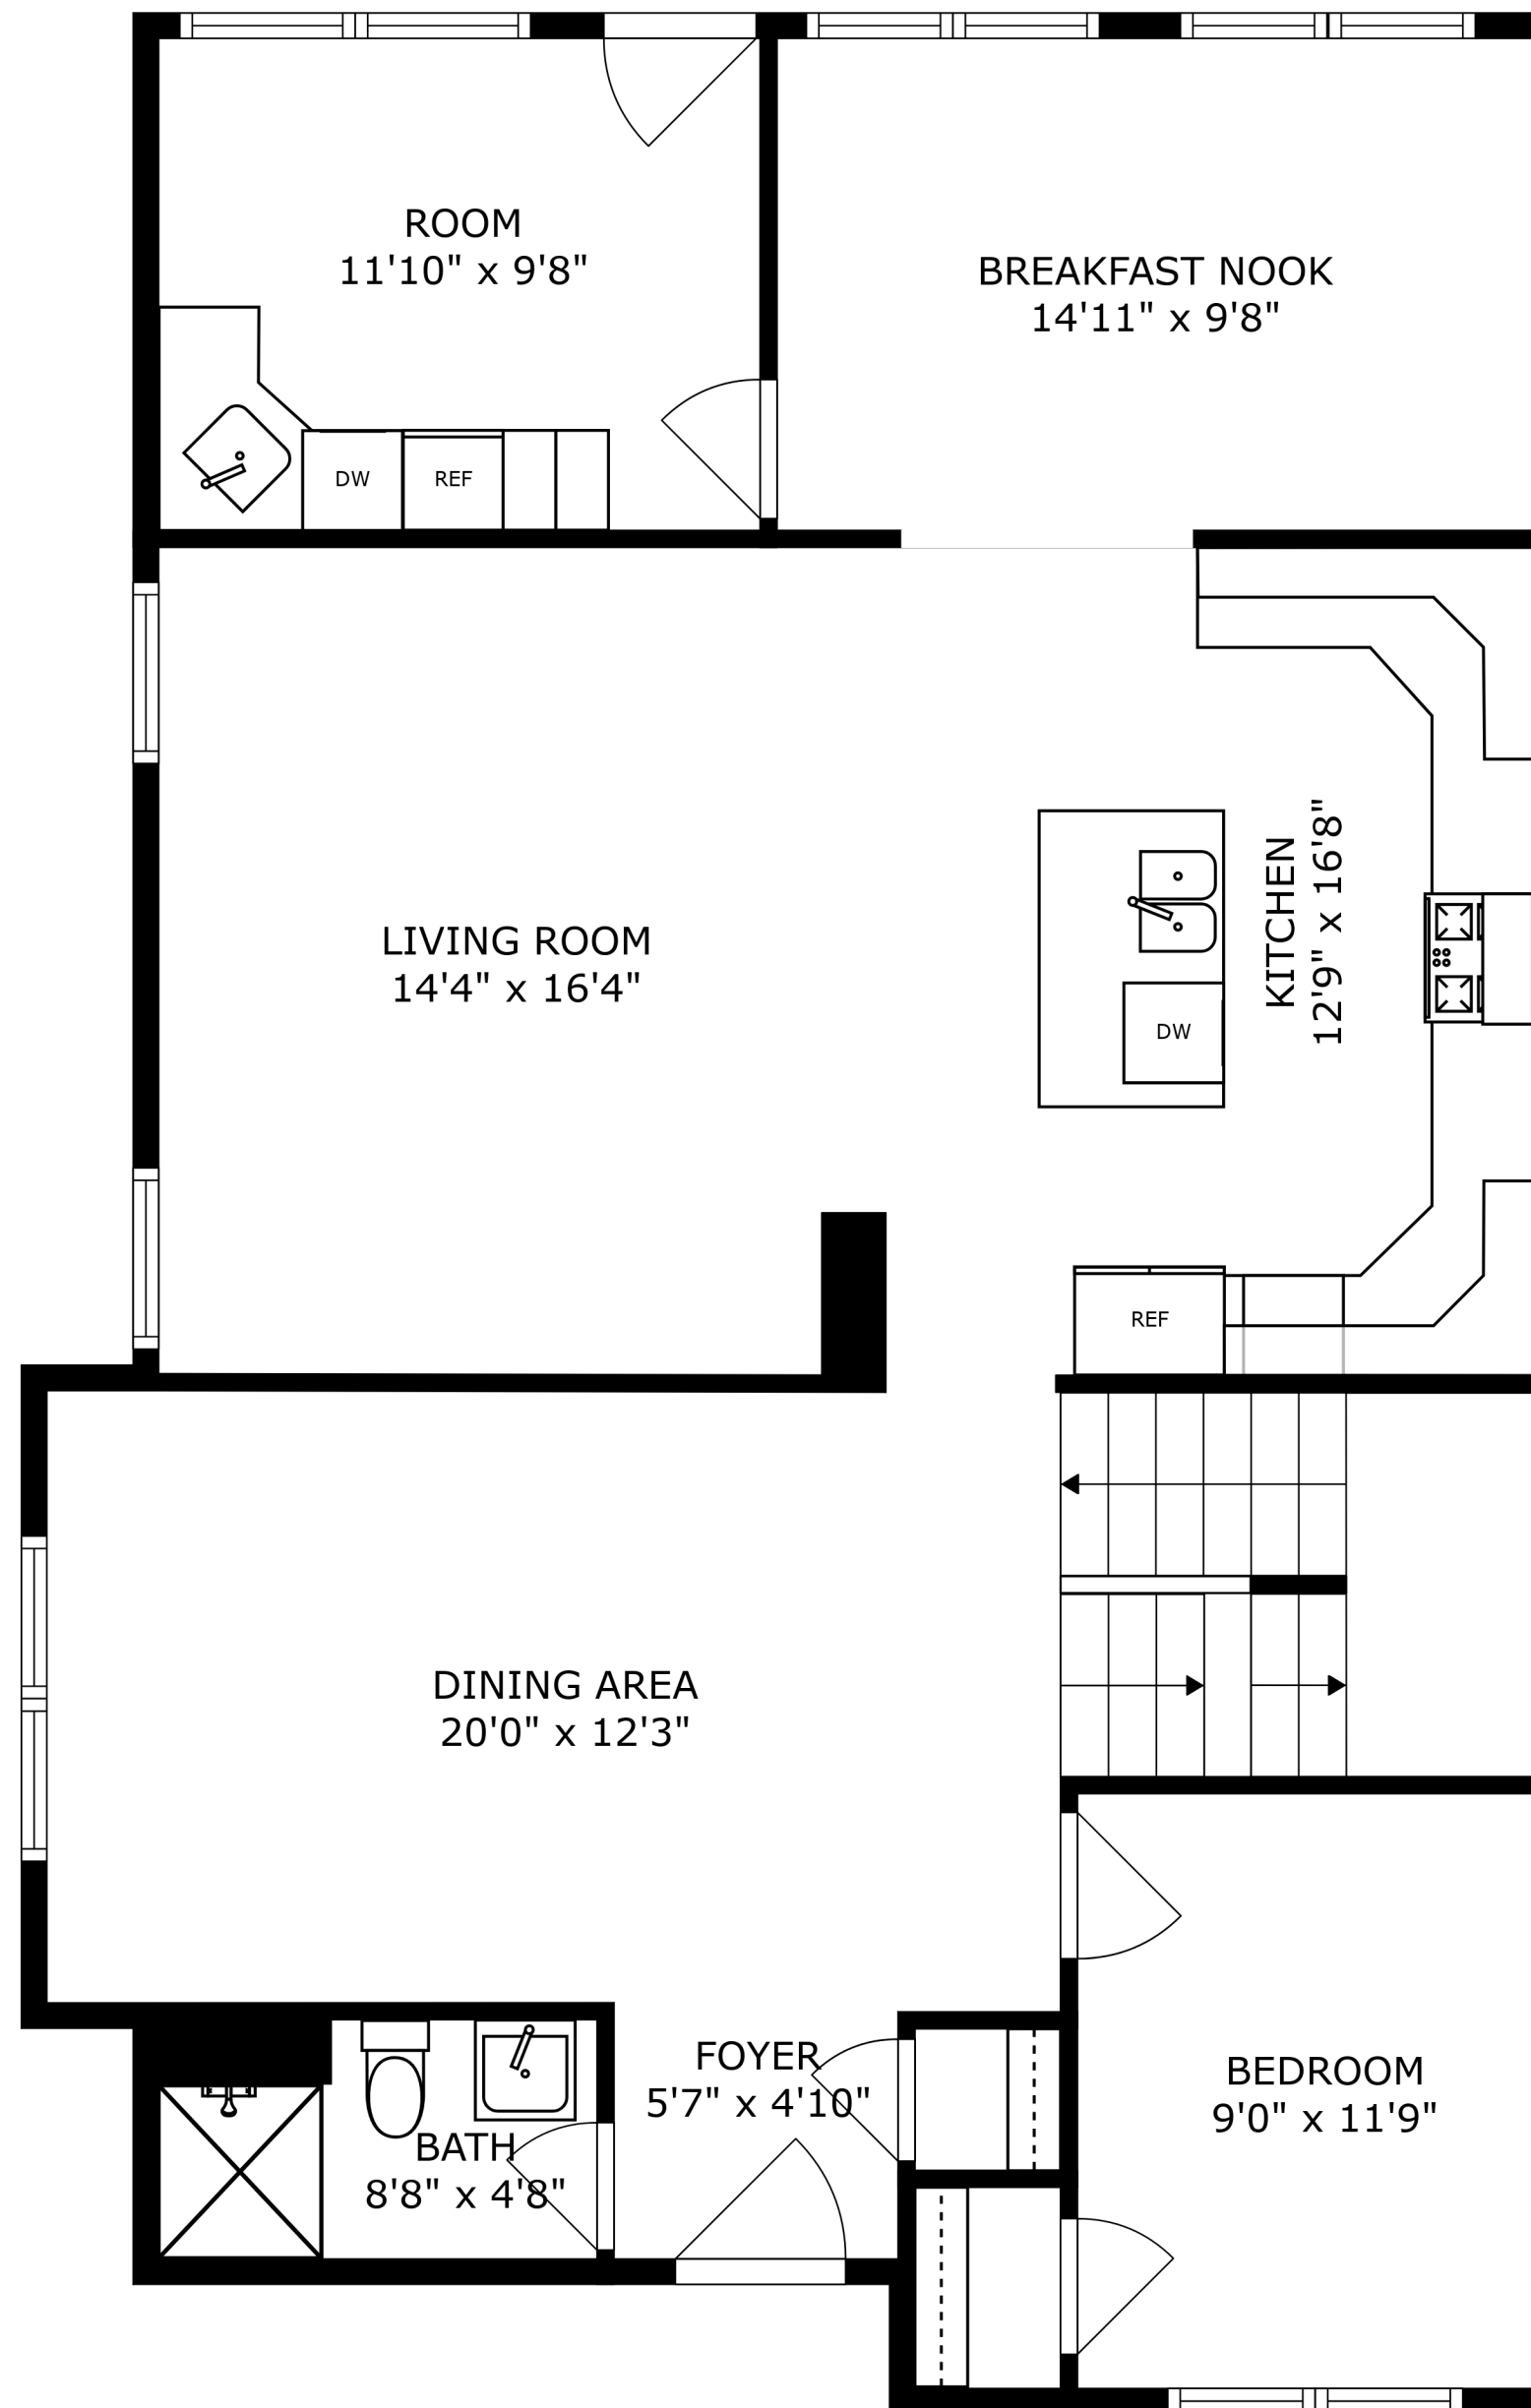 ROOM
11'10" x 9'8"
BREAKFAST NOOK
14'11" x 9'8"
DW
REF
LIVING ROOM
14'4" x 16'4"
KITCHEN
12'9" x 16'8"
DW
REF
DINING AREA
20'0" x 12'3"
FOYER
5'7" x 4'10"
BEDROOM
9'0" x 11'9"
BATH
8'8" x 4'8"